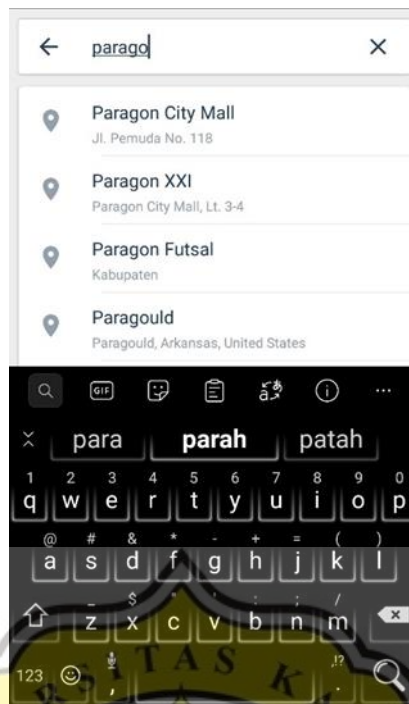 parago
Paragon City Mall
Jl. Pemuda No. 118
Paragon XXI
Paragon City Mall, Lt. 3-4
Paragon Futsal
Kabupaten
Paragould
Paragould, Arkansas, United States
GIF
para parah patah
1 2 3 4 5 6 7 8 9 0
q w e r t y u i o p
@ # & * - + = ( )
a s d f g h j k l
_ $ " ' : ; /
z x c v b n m
123 , !? .
SITAS KA